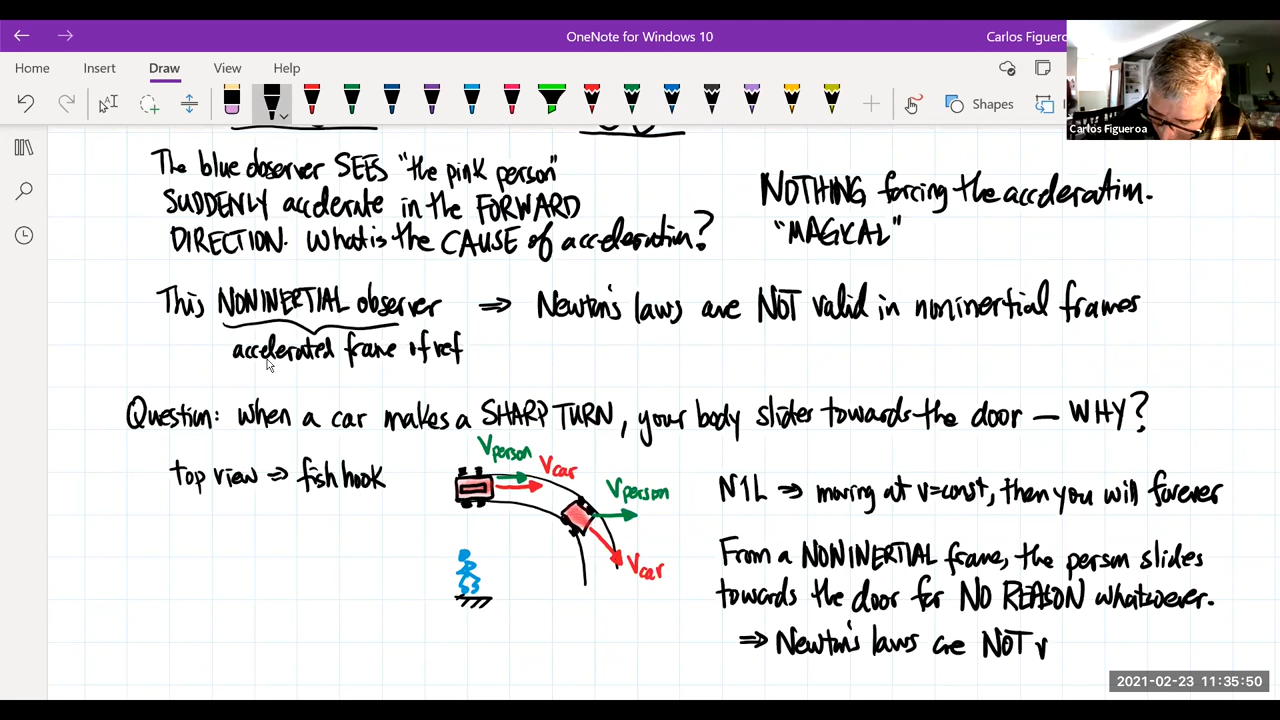 OneNote for Windows 10
Carlos Figuero
Home
Insert
Draw
View
Help
Shapes
Carlos Figueroa
The blue observer SEES "the pink person"
SUDDENLY acclerate in the FORWARD
DIRECTION. What is the CAUSE of acceleration?
NOTHING forcing the acceleration.
"MAGICAL"
This NONINERTIAL observer ⇒ Newton's laws are NOT valid in noninertial frames
accelerated frame of ref
Question: when a car makes a SHARP TURN, your body slides towards the door — WHY?
top view ⇒ fish hook
Vperson
Vcar
Vperson
Vcar
N1L ⇒ moving at v=const, then you will forever
From a NONINERTIAL frame, the person slides
towards the door for NO REASON whatsoever.
⇒ Newton's laws are NOT v
2021-02-23 11:35:50